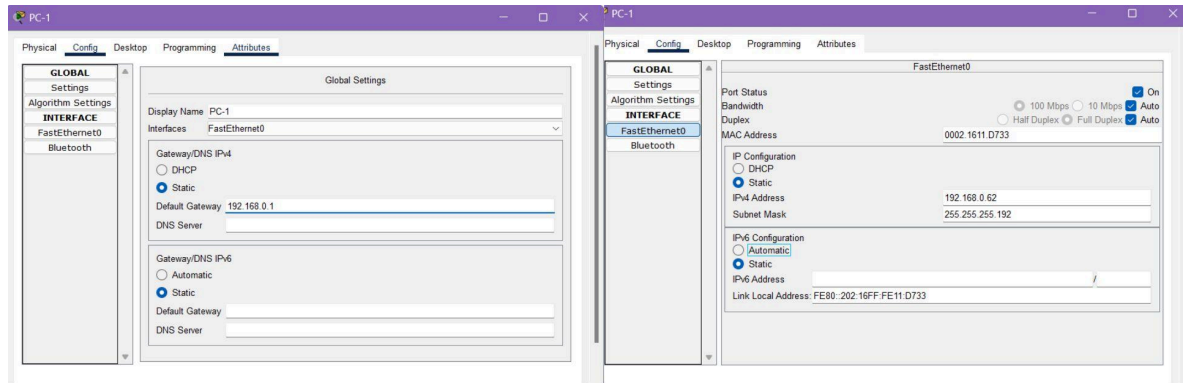 PC-1
Physical Config Desktop Programming Attributes
GLOBAL
Settings
Algorithm Settings
INTERFACE
FastEthernet0
Bluetooth
Global Settings
Display Name PC-1
Interfaces FastEthernet0
Gateway/DNS IPv4
DHCP
Static
Default Gateway 192.168.0.1
DNS Server
Gateway/DNS IPv6
Automatic
Static
Default Gateway
DNS Server
PC-1
Physical Config Desktop Programming Attributes
GLOBAL
Settings
Algorithm Settings
INTERFACE
FastEthernet0
Bluetooth
FastEthernet0
Port Status On
Bandwidth 100 Mbps 10 Mbps Auto
Duplex Half Duplex Full Duplex Auto
MAC Address 0002.1611.D733
IP Configuration
DHCP
Static
IPv4 Address 192.168.0.62
Subnet Mask 255.255.255.192
IPv6 Configuration
Automatic
Static
IPv6 Address /
Link Local Address: FE80::202:16FF:FE11:D733